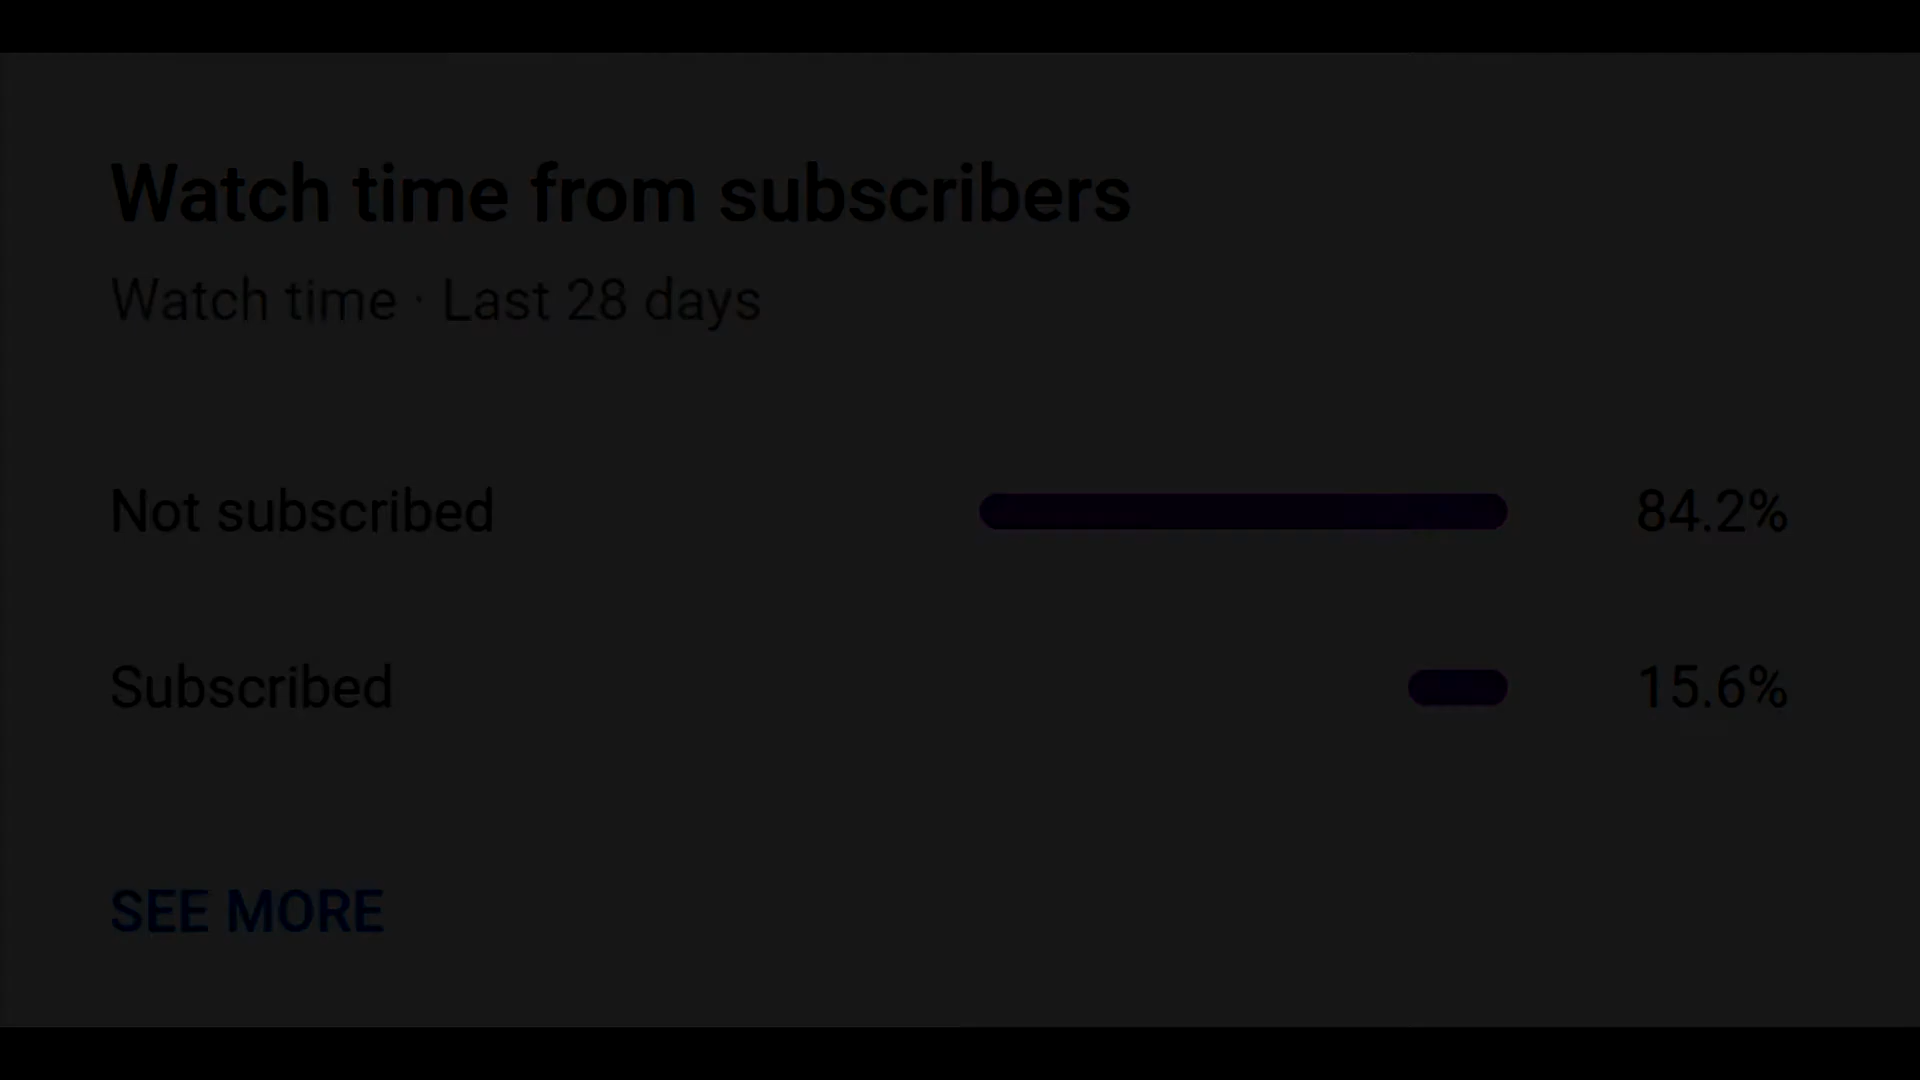 Watch time from subscribers
Watch time · Last 28 days
Not subscribed 84.2%
Subscribed 15.6%
SEE MORE